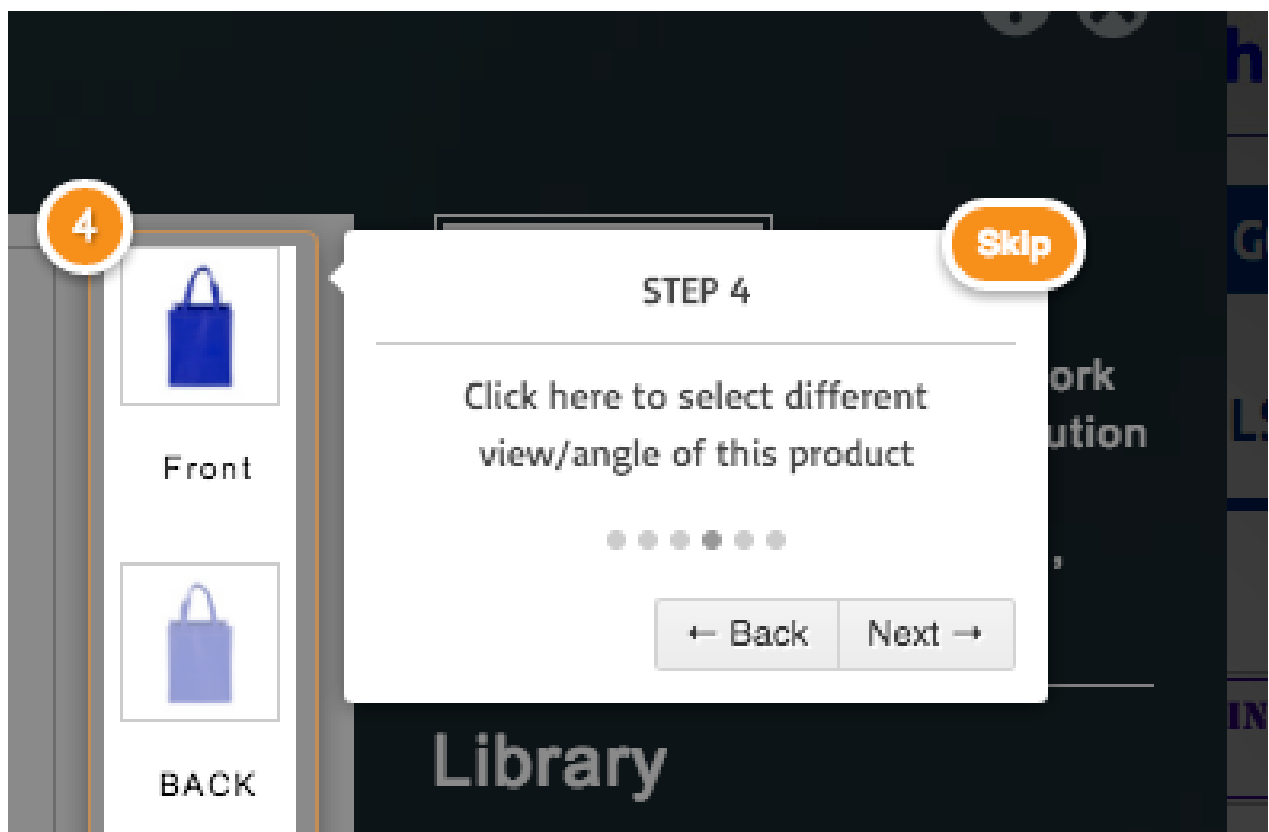 4
Skip
STEP 4
Click here to select different
view/angle of this product
← Back
Next →
Front
BACK
Library